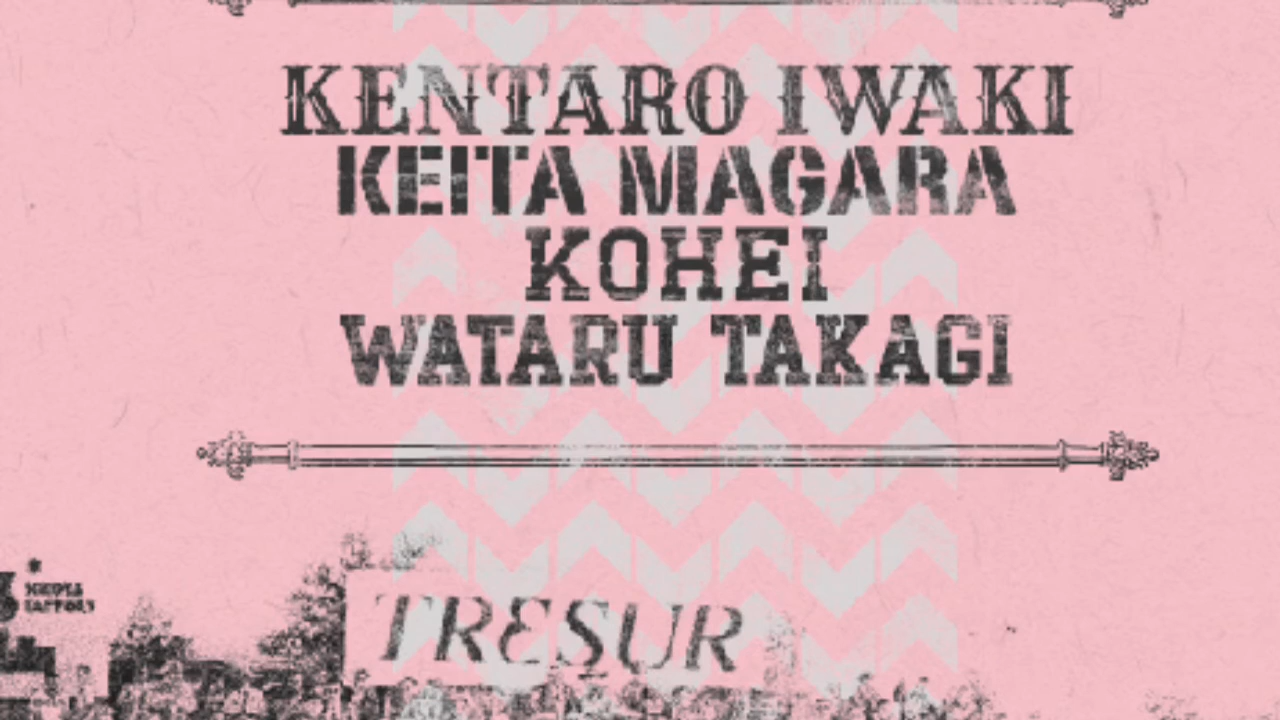 KENTARO IWAKI
KEITA MAGARA
KOHEI
WATARU TAKAGI
TRESUR